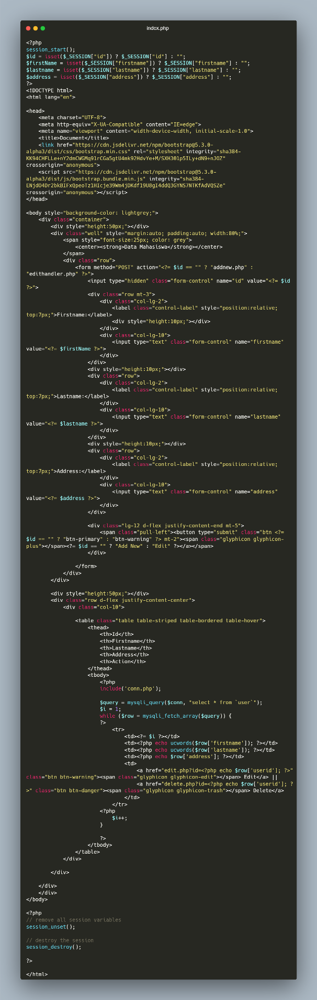 index.php
<?php
session_start();
$id = isset($_SESSION["id"]) ? $_SESSION["id"] : "";
$firstName = isset($_SESSION["firstname"]) ? $_SESSION["firstname"] : "";
$lastname = isset($_SESSION["lastname"]) ? $_SESSION["lastname"] : "";
$address = isset($_SESSION["address"]) ? $_SESSION["address"] : "";
?>
<!DOCTYPE html>
<html lang="en">
<head>
<meta charset="UTF-8">
<meta http-equiv="X-UA-Compatible" content="IE=edge">
<meta name="viewport" content="width=device-width, initial-scale=1.0">
<title>Document</title>
<link href="https://cdn.jsdelivr.net/npm/bootstrap@5.3.0-
alpha3/dist/css/bootstrap.min.css" rel="stylesheet" integrity="sha384-
KK94CHFLLe+nY2dmCWGMq91rCGa5gtU4mk92HdvYe+M/SXH301p5ILy+dN9+nJOZ"
crossorigin="anonymous">
<script src="https://cdn.jsdelivr.net/npm/bootstrap@5.3.0-
alpha3/dist/js/bootstrap.bundle.min.js" integrity="sha384-
ENjdO4Dr2bkBIFxQpeoTz1HIcje39Wm4jDKdf19U8gI4ddQ3GYNS7NTKfAdVQSZe"
crossorigin="anonymous"></script>
</head>
<body style="background-color: lightgrey;">
<div class="container">
<div style="height:50px;"></div>
<div class="well" style="margin:auto; padding:auto; width:80%;">
<span style="font-size:25px; color: grey">
<center><strong>Data Mahasiswa</strong></center>
</span>
<div class="row">
<form method="POST" action="<?= $id == "" ? "addnew.php" :
"edithandler.php" ?>">
<input type="hidden" class="form-control" name="id" value="<?= $id
?>">
<div class="row mt-3">
<div class="col-lg-2">
<label class="control-label" style="position:relative;
top:7px;">Firstname:</label>
<div style="height:10px;"></div>
</div>
<div class="col-lg-10">
<input type="text" class="form-control" name="firstname"
value="<?= $firstName ?>">
</div>
</div>
<div style="height:10px;"></div>
<div class="row">
<div class="col-lg-2">
<label class="control-label" style="position:relative;
top:7px;">Lastname:</label>
</div>
<div class="col-lg-10">
<input type="text" class="form-control" name="lastname"
value="<?= $lastname ?>">
</div>
</div>
<div style="height:10px;"></div>
<div class="row">
<div class="col-lg-2">
<label class="control-label" style="position:relative;
top:7px;">Address:</label>
</div>
<div class="col-lg-10">
<input type="text" class="form-control" name="address"
value="<?= $address ?>">
</div>
</div>
<div class="lg-12 d-flex justify-content-end mt-5">
<span class="pull-left"><button type="submit" class="btn <?=
$id == "" ? "btn-primary" : "btn-warning" ?> mt-2"><span class="glyphicon glyphicon-
plus"></span><?= $id == "" ? "Add New" : "Edit" ?></a></span>
</div>
</form>
</div>
</div>
<div style="height:50px;"></div>
<div class="row d-flex justify-content-center">
<div class="col-10">
<table class="table table-striped table-bordered table-hover">
<thead>
<th>Id</th>
<th>Firstname</th>
<th>Lastname</th>
<th>Address</th>
<th>Action</th>
</thead>
<tbody>
<?php
include('conn.php');
$query = mysqli_query($conn, "select * from `user`");
$i = 1;
while ($row = mysqli_fetch_array($query)) {
?>
<tr>
<td><?= $i ?></td>
<td><?php echo ucwords($row['firstname']); ?></td>
<td><?php echo ucwords($row['lastname']); ?></td>
<td><?php echo $row['address']; ?></td>
<td>
<a href="edit.php?id=<?php echo $row['userid']; ?>"
class="btn btn-warning"><span class="glyphicon glyphicon-edit"></span> Edit</a> ||
<a href="delete.php?id=<?php echo $row['userid']; ?
>" class="btn btn-danger"><span class="glyphicon glyphicon-trash"></span> Delete</a>
</td>
</tr>
<?php
$i++;
}
?>
</tbody>
</table>
</div>
</div>
</div>
</div>
</body>
<?php
// remove all session variables
session_unset();
// destroy the session
session_destroy();
?>
</html>